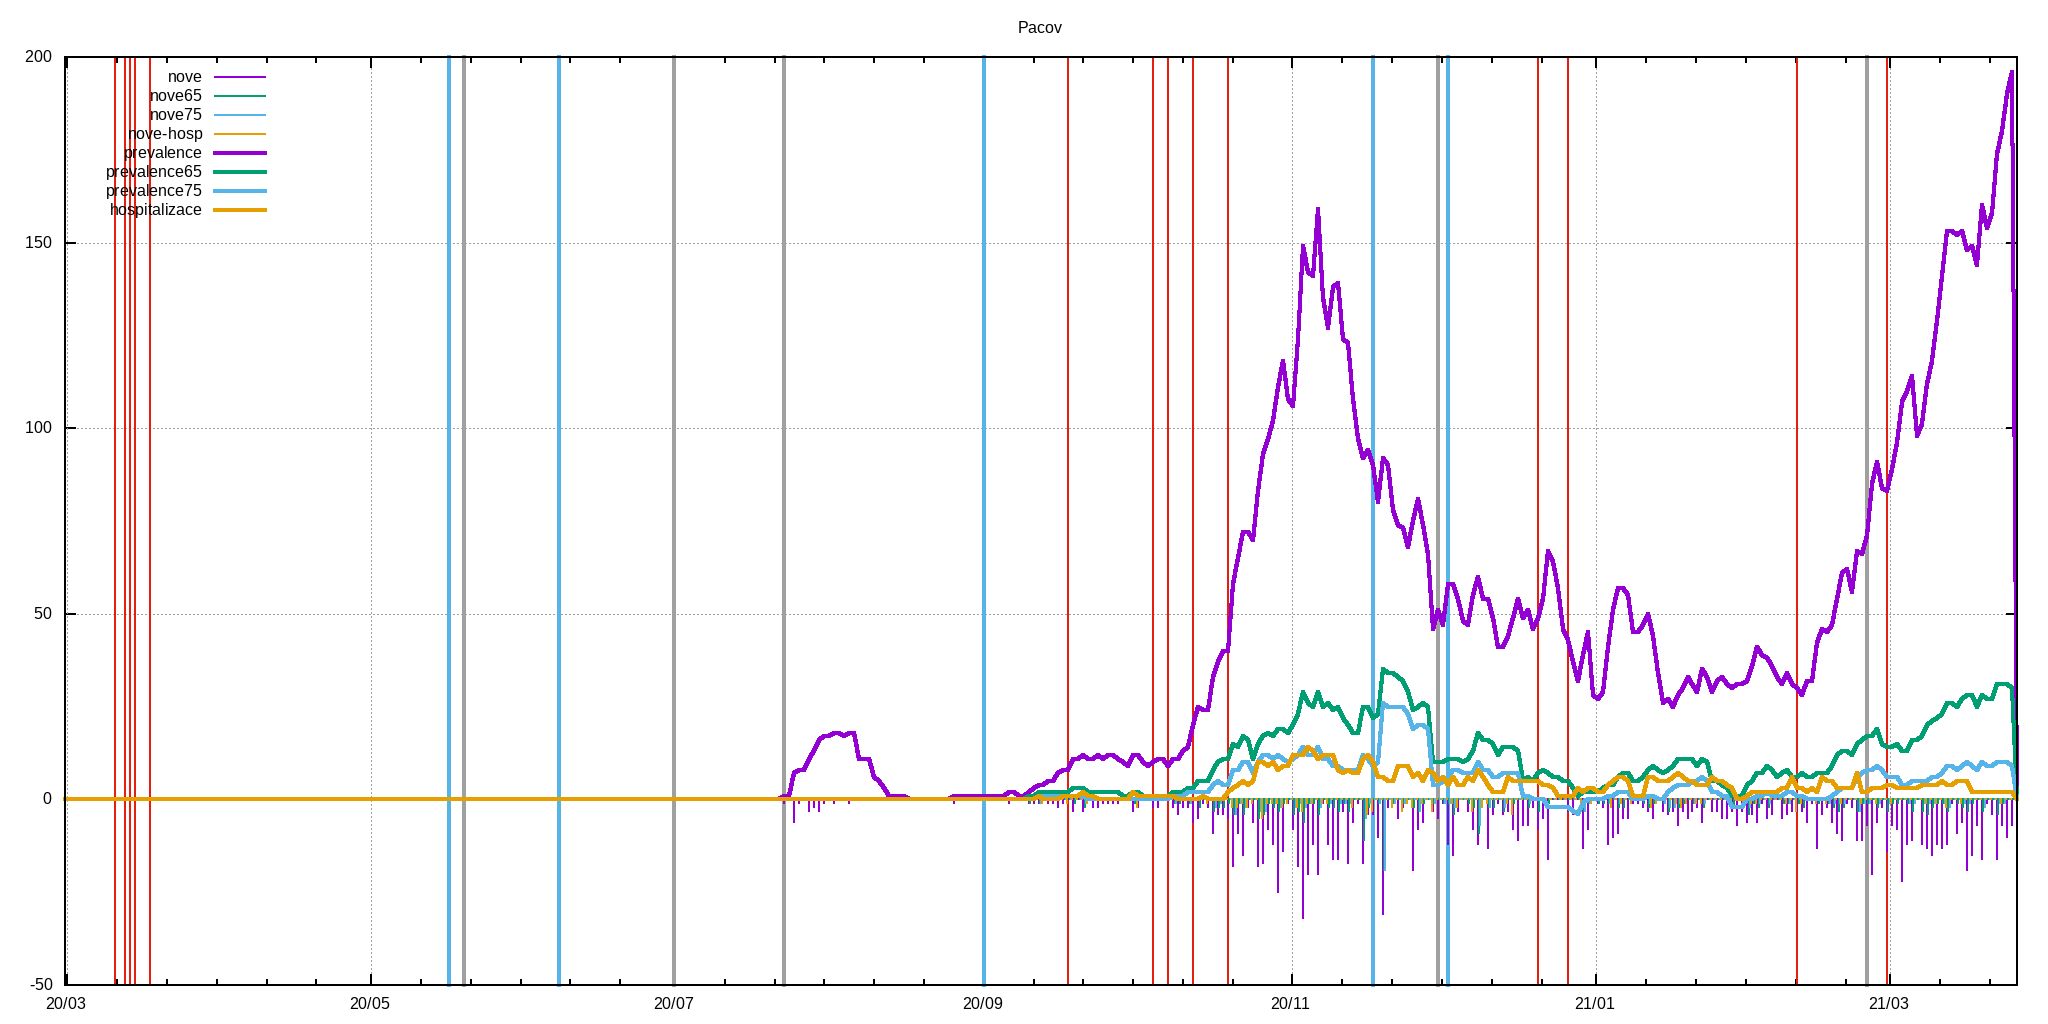 Pacov
200
150
100
50
0
-50
nove
nove65
nove75
nove-hosp
prevalence
prevalence65
prevalence75
hospitalizace
20/03
20/05
20/07
20/09
20/11
21/01
21/03